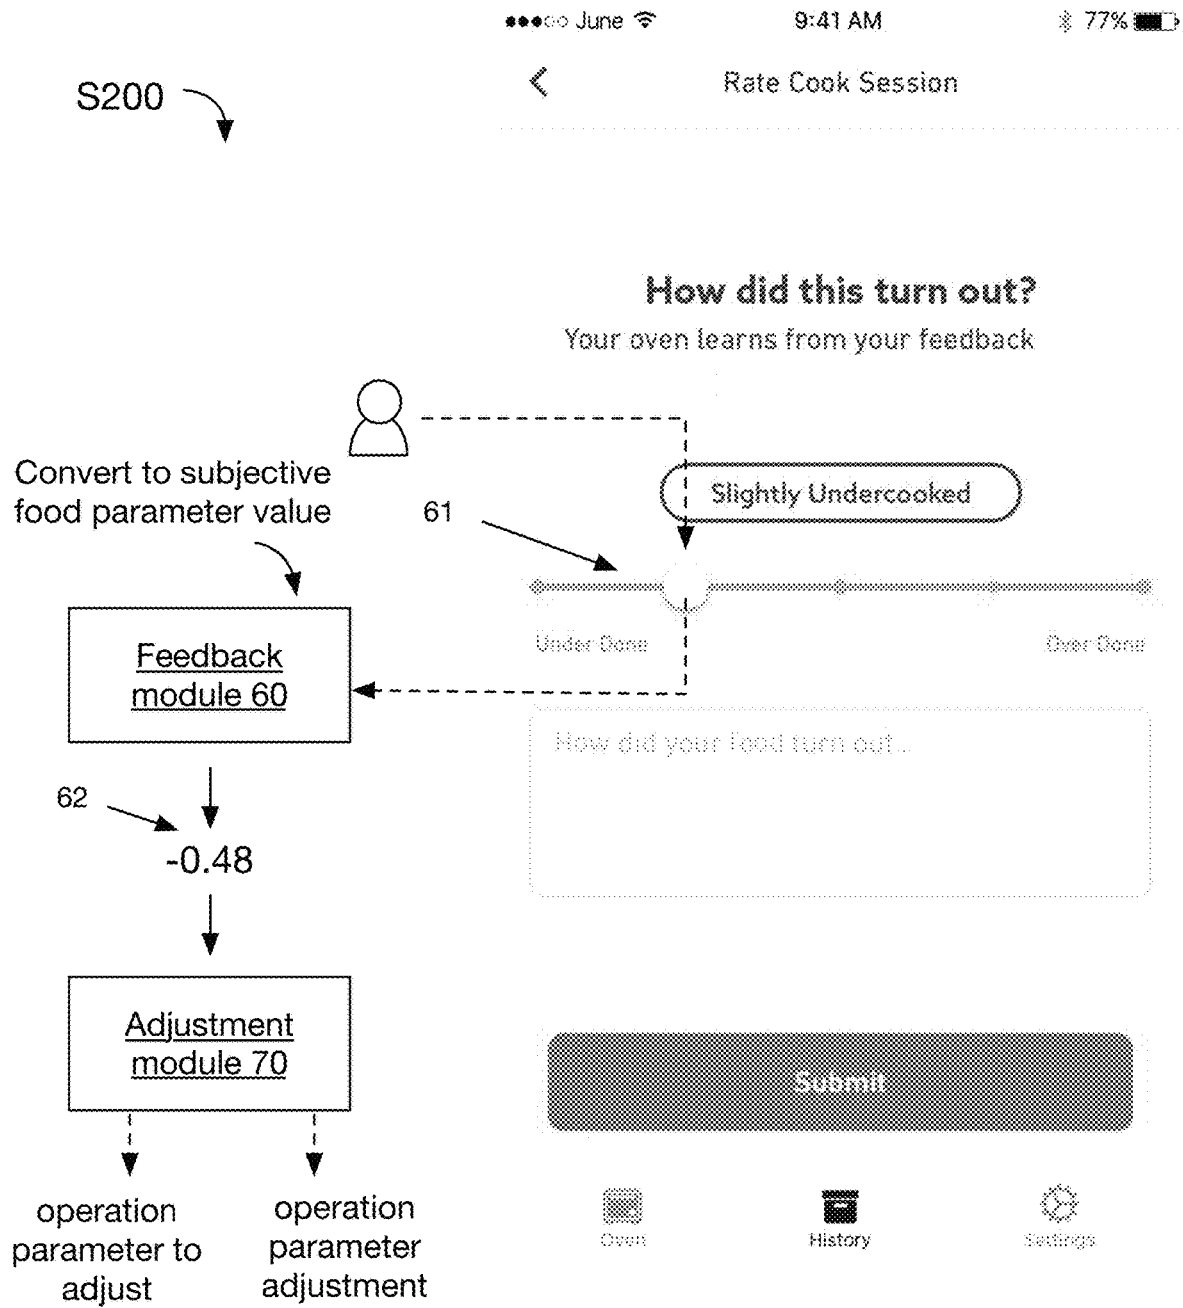 June 9:41 AM 77%
Rate Cook Session
S200
How did this turn out?
Your oven learns from your feedback
Convert to subjective
food parameter value
61
Slightly Undercooked
Under Done
Over Done
Feedback
module 60
How did your food turn out...
62
-0.48
Adjustment
module 70
Submit
operation
parameter to
adjust
operation
parameter
adjustment
Oven
History
Settings